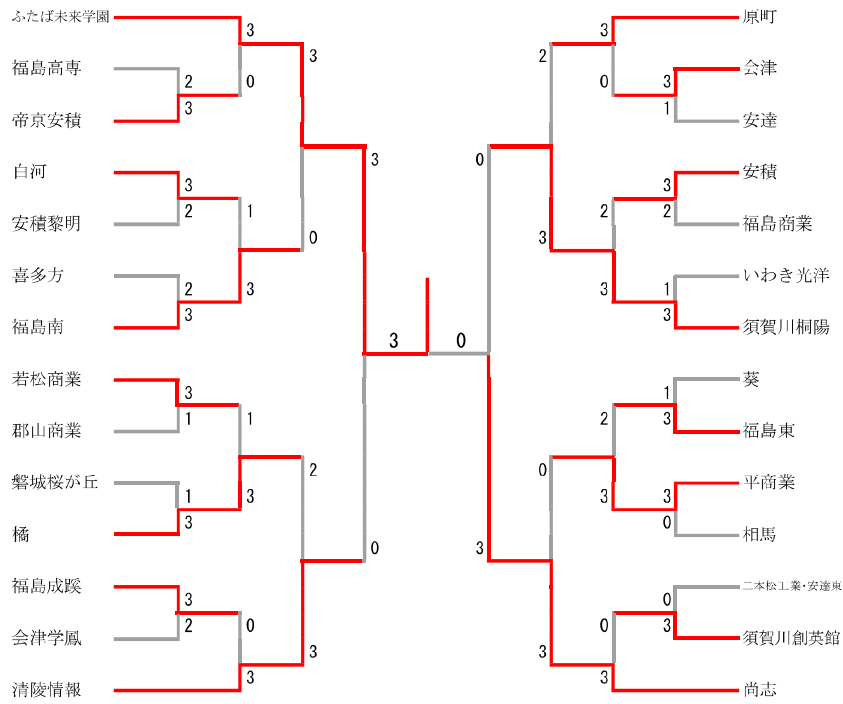 ふたば未来学園
福島高専
帝京安積
白河
安積黎明
喜多方
福島南
若松商業
郡山商業
磐城桜が丘
橘
福島成蹊
会津学鳳
清陵情報
3
0
2
3
3
2
2
3
3
1
1
3
3
2
1
3
1
3
0
3
3
0
2
3
3
0
3
0
0
3
2
3
0
3
3
0
2
3
2
3
0
3
3
1
3
2
1
3
1
3
3
0
0
3
原町
会津
安達
安積
福島商業
いわき光洋
須賀川桐陽
葵
福島東
平商業
相馬
二本松工業・安達東
須賀川創英館
尚志